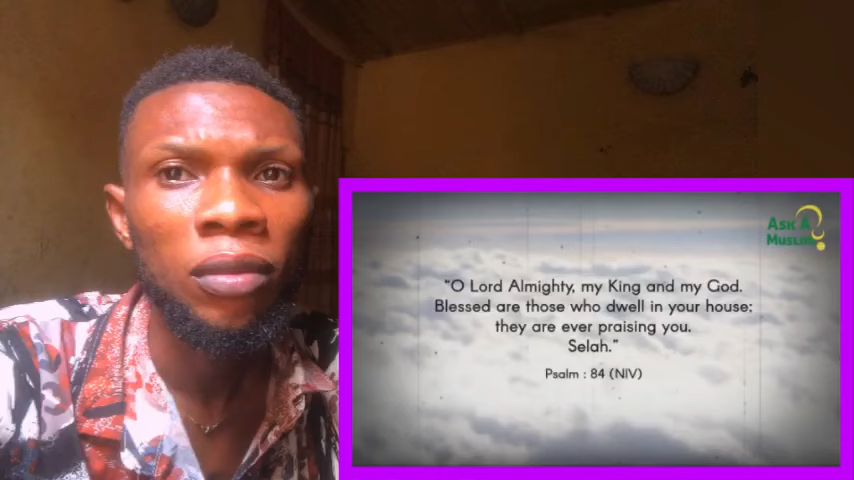 ASK A
MUSLIM
"O Lord Almighty, my King and my God.
Blessed are those who dwell in your house;
they are ever praising you.
Selah."
Psalm : 84 (NIV)